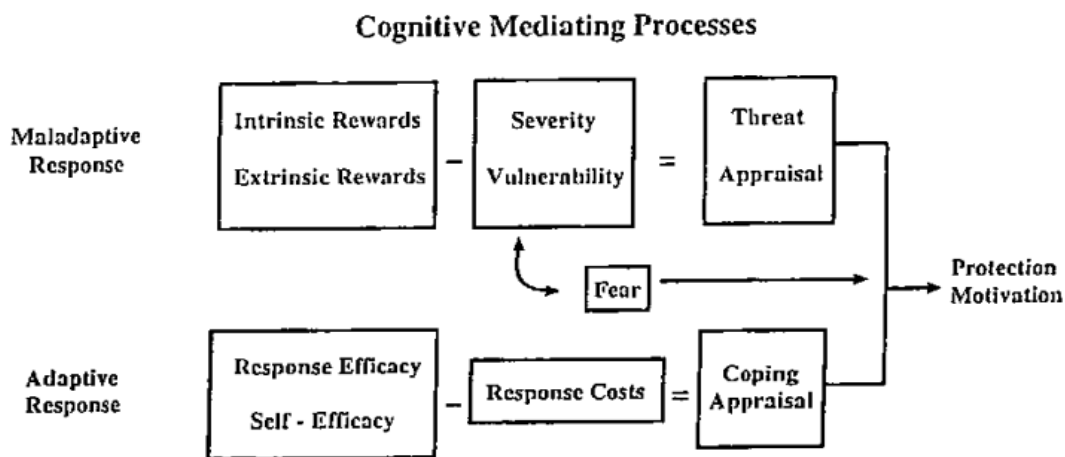 Cognitive Mediating Processes
Maladaptive
Response
Intrinsic Rewards
Extrinsic Rewards
–
Severity
Vulnerability
=
Threat
Appraisal
Fear
Protection
Motivation
Adaptive
Response
Response Efficacy
Self - Efficacy
–
Response Costs
=
Coping
Appraisal